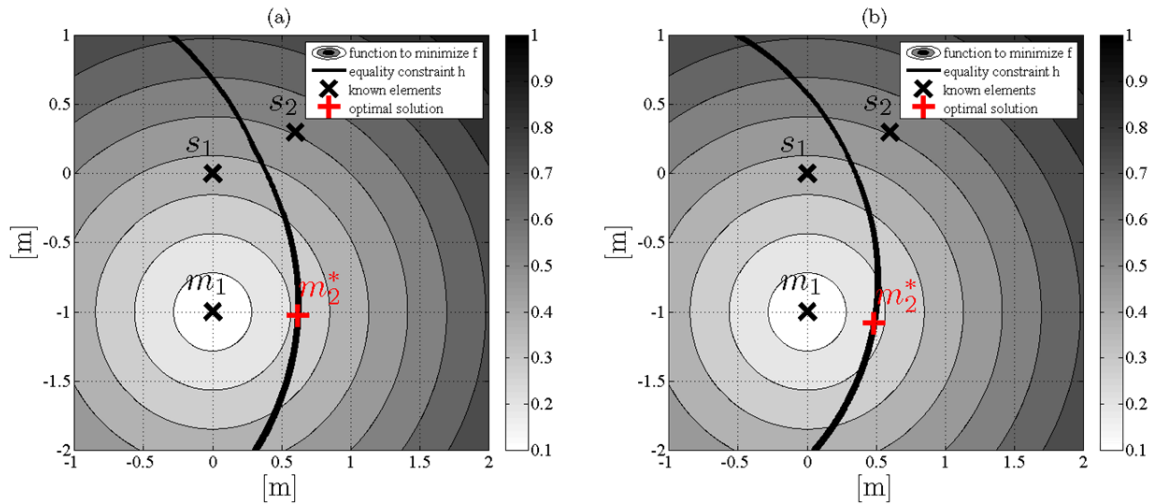 (a)
1
0.5
0
-0.5
-1
-1.5
-2
[m]
-1
-0.5
0
0.5
1
1.5
2
[m]
function to minimize f
equality constraint h
known elements
optimal solution
s₂
s₁
m₁
m₂*
1
0.9
0.8
0.7
0.6
0.5
0.4
0.3
0.2
0.1
(b)
1
0.5
0
-0.5
-1
-1.5
-2
[m]
-1
-0.5
0
0.5
1
1.5
2
[m]
function to minimize f
equality constraint h
known elements
optimal solution
s₂
s₁
m₁
m₂*
1
0.9
0.8
0.7
0.6
0.5
0.4
0.3
0.2
0.1